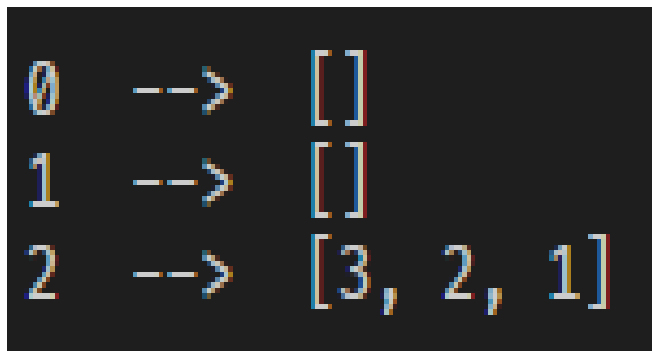 0  -->  []
1  -->  []
2  -->  [3, 2, 1]